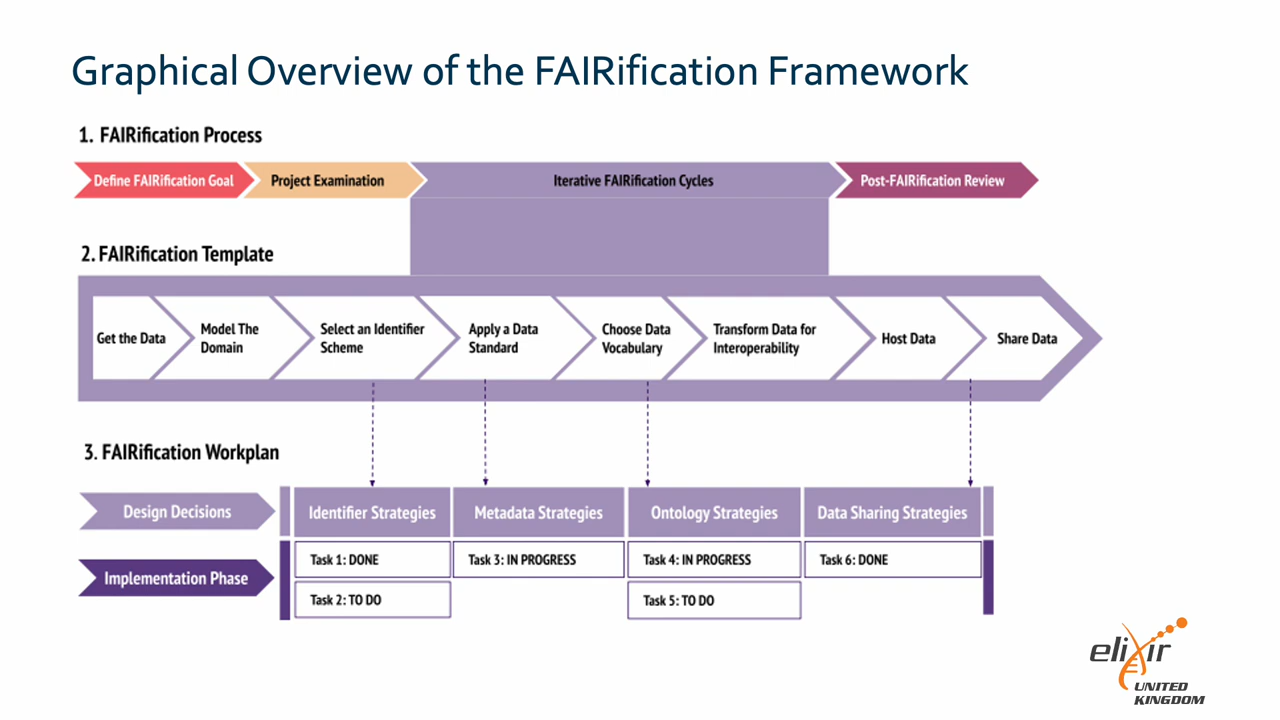 Graphical Overview of the FAIRification Framework
1. FAIRification Process
Define FAIRification Goal
Project Examination
Iterative FAIRification Cycles
Post-FAIRification Review
2. FAIRification Template
Get the Data
Model The
Domain
Select an Identifier
Scheme
Apply a Data
Standard
Choose Data
Vocabulary
Transform Data for
Interoperability
Host Data
Share Data
3. FAIRification Workplan
Design Decisions
Identifier Strategies
Metadata Strategies
Ontology Strategies
Data Sharing Strategies
Implementation Phase
Task 1: DONE
Task 3: IN PROGRESS
Task 4: IN PROGRESS
Task 6: DONE
Task 2: TO DO
Task 5: TO DO
elixir
UNITED
KINGDOM